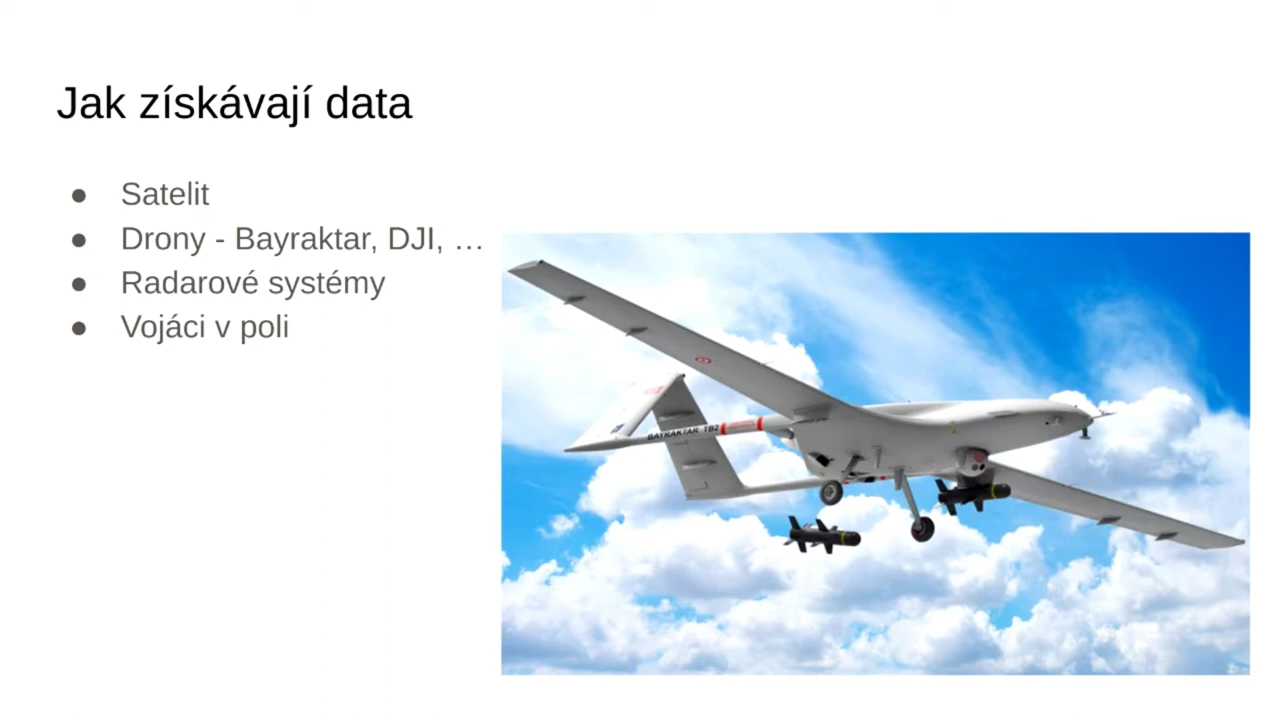 Jak získávají data
● Satelit
● Drony - Bayraktar, DJI, …
● Radarové systémy
● Vojáci v poli
BAYRAKTAR TB2